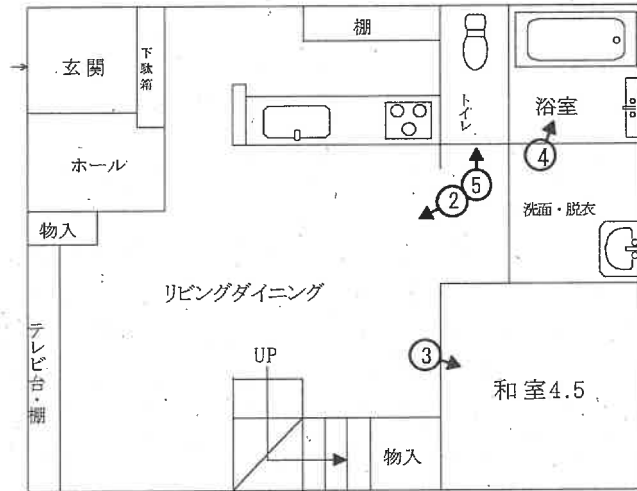 棚
玄関
下駄箱
トイレ
浴室
④
ホール
⑤
②
洗面・脱衣
物入
リビングダイニング
テレビ台・棚
UP
③
和室4.5
物入